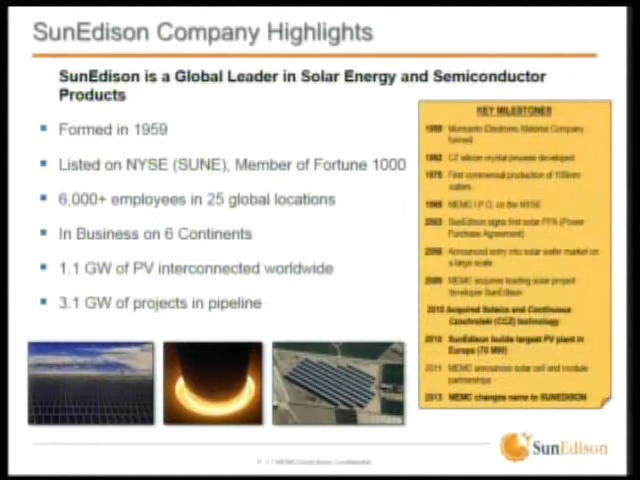 SunEdison Company Highlights
SunEdison is a Global Leader in Solar Energy and Semiconductor
Products
Formed in 1959
Listed on NYSE (SUNE), Member of Fortune 1000
6,000+ employees in 25 global locations
In Business on 6 Continents
1.1 GW of PV interconnected worldwide
3.1 GW of projects in pipeline
KEY MILESTONES
1959 Monsanto Electronic Material Company
formed
1962 CZ silicon crystal process developed
1975 First commercial production of 100mm
wafers
MEMC I.P.O. on the NYSE
2003 SunEdison signs first solar PPA (Power
Purchase Agreement)
2006 Announced entry into solar wafer market on
a large scale
2009 MEMC acquires leading solar project
developer SunEdison
2010 Acquired Solaicx and Continuous
Czochralski (CCZ) technology
2010 SunEdison builds largest PV plant in
Europe (70 MW)
2011 MEMC announces solar cell and module
partnerships
2013 MEMC changes name to SUNEDISON
SunEdison